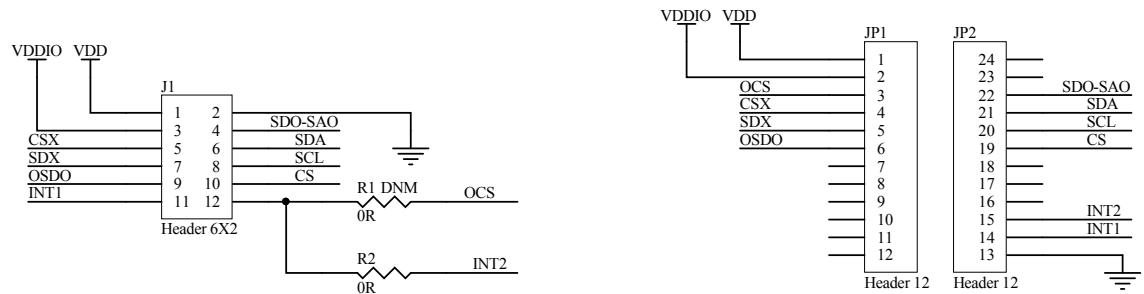 VDDIO VDD
J1
1 2
3 4 SDO-SAO
CSX 5 6 SDA
SDX 7 8 SCL
OSDO 9 10 CS
INT1 11 12
Header 6X2
R1 DNM OCS
0R
R2 INT2
0R
VDDIO VDD
JP1
1
2
OCS 3
CSX 4
SDX 5
OSDO 6
7
8
9
10
11
12
Header 12
JP2
24
23
22 SDO-SAO
21 SDA
20 SCL
19 CS
18
17
16
15 INT2
14 INT1
13
Header 12